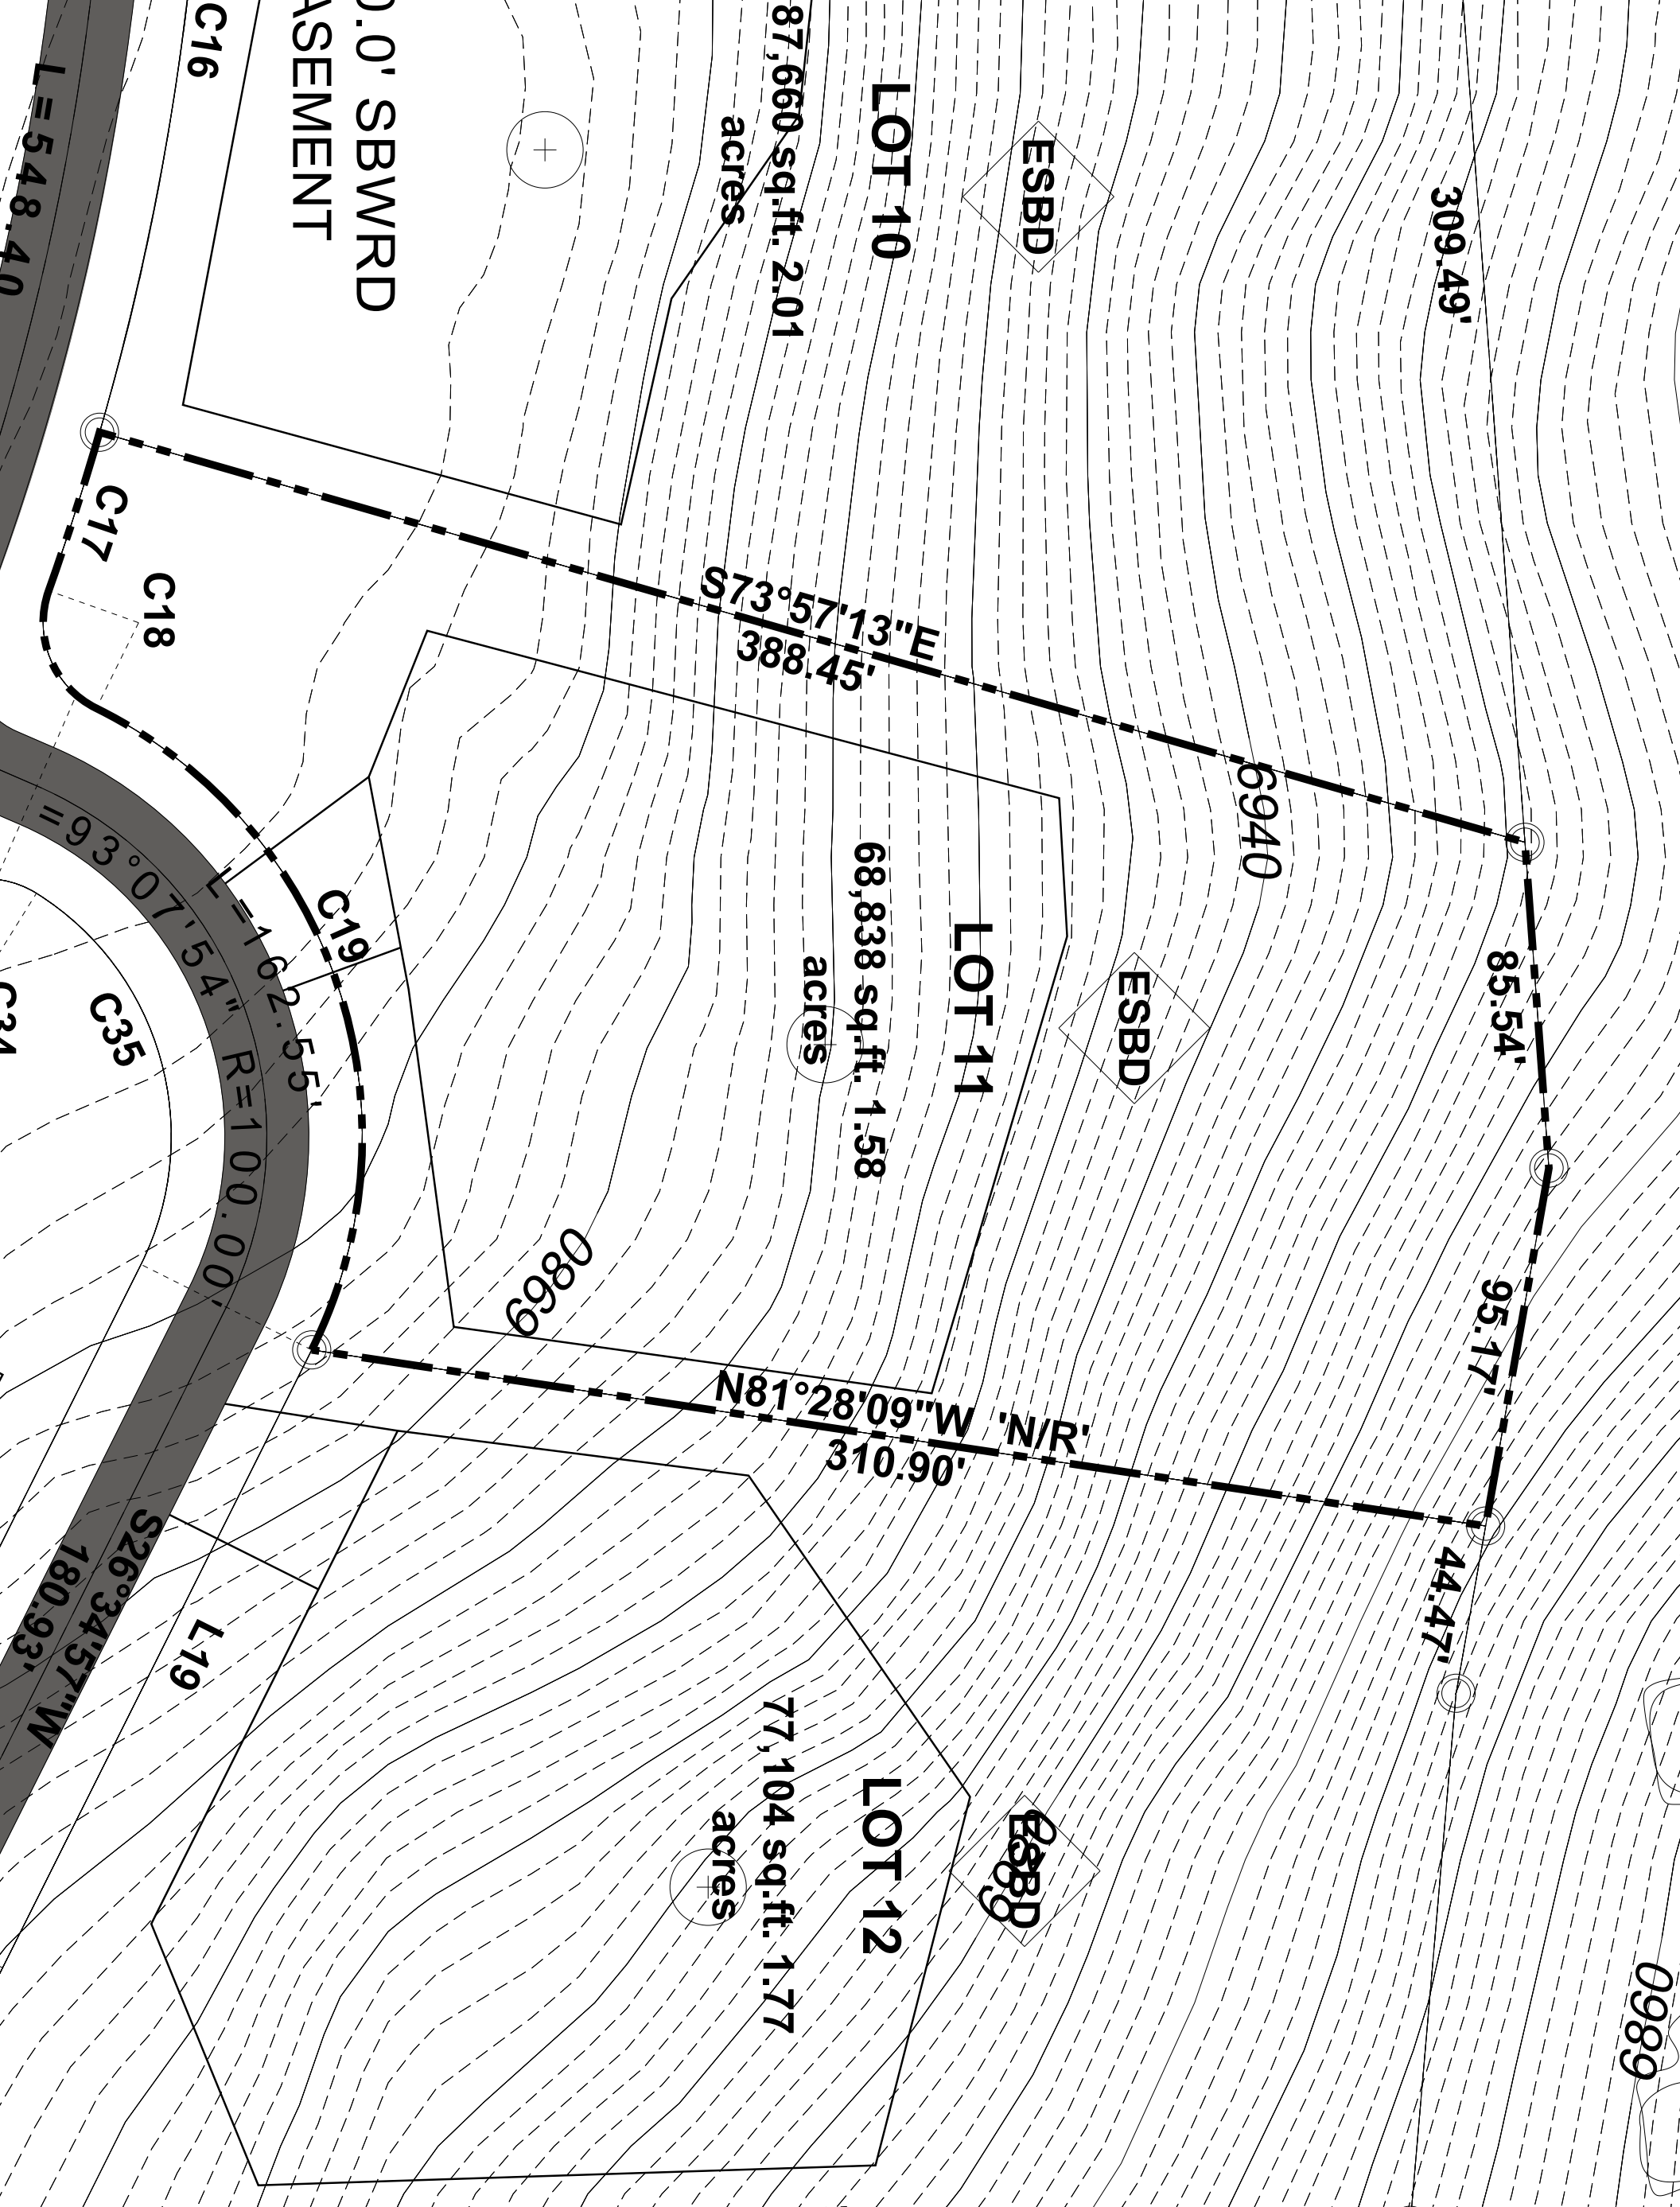 C16
0.0' SBWRD
ASEMENT
L=548.40
LOT 10
87,660 sq.ft. 2.01
acres
ESBD
309.49'
C17
C18
S73°57'13"E
388.45'
6940
C19
LOT 11
68,838 sq.ft. 1.58
acres
ESBD
85.54'
95.17'
=93°07'54" R=100.00'
L=162.55'
C35
C34
6980
N81°28'09"W 'N/R'
310.90'
44.47'
S26°34'57"W
180.93'
L19
LOT 12
77,104 sq.ft. 1.77
acres
ESBD